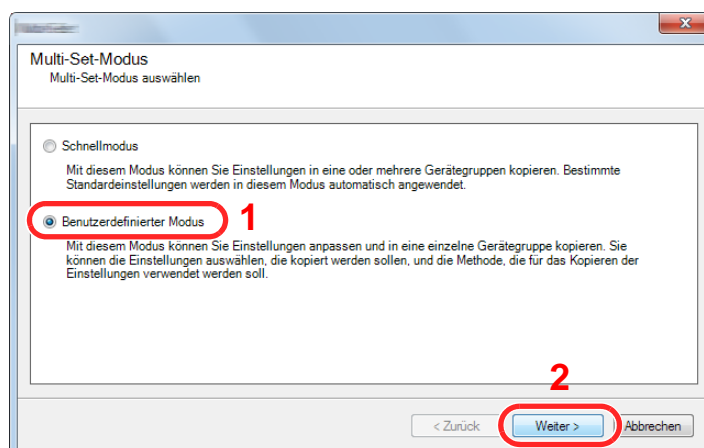 Multi-Set-Modus
Multi-Set-Modus auswählen
Schnellmodus
Mit diesem Modus können Sie Einstellungen in eine oder mehrere Gerätegruppen kopieren. Bestimmte
Standardeinstellungen werden in diesem Modus automatisch angewendet.
Benutzerdefinierter Modus 1
Mit diesem Modus können Sie Einstellungen anpassen und in eine einzelne Gerätegruppe kopieren. Sie
können die Einstellungen auswählen, die kopiert werden sollen, und die Methode, die für das Kopieren der
Einstellungen verwendet werden soll.
2
< Zurück Weiter > Abbrechen